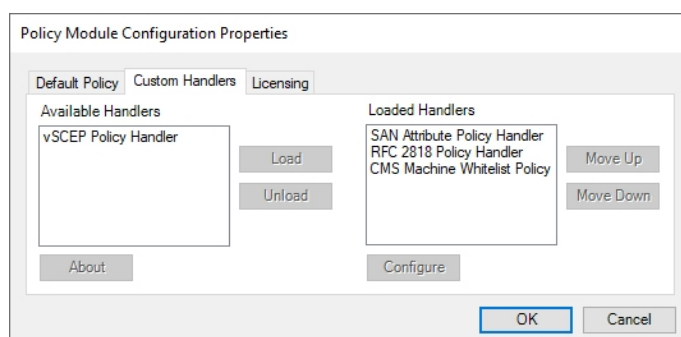 Policy Module Configuration Properties
Default Policy
Custom Handlers
Licensing
Available Handlers
vSCEP Policy Handler
Load
Unload
About
Loaded Handlers
SAN Attribute Policy Handler
RFC 2818 Policy Handler
CMS Machine Whitelist Policy
Move Up
Move Down
Configure
OK
Cancel